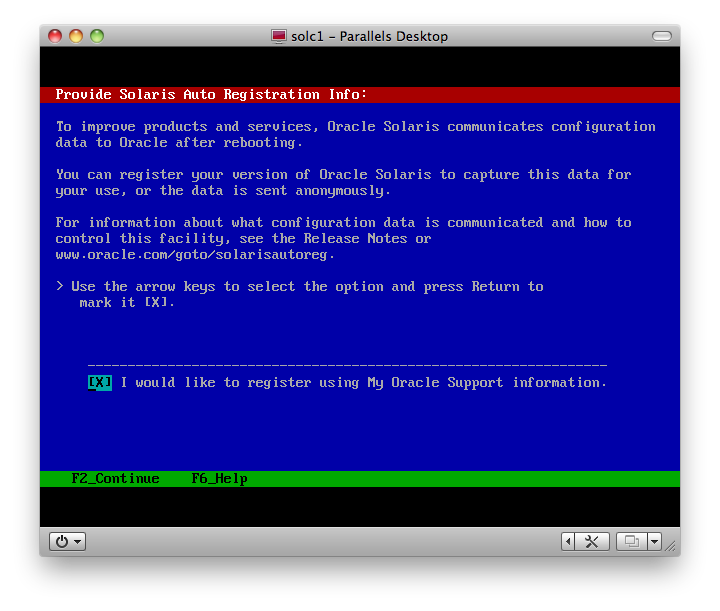 solc1 - Parallels Desktop
Provide Solaris Auto Registration Info:
To improve products and services, Oracle Solaris communicates configuration
data to Oracle after rebooting.
You can register your version of Oracle Solaris to capture this data for
your use, or the data is sent anonymously.
For information about what configuration data is communicated and how to
control this facility, see the Release Notes or
www.oracle.com/goto/solarisautoreg.
> Use the arrow keys to select the option and press Return to
mark it [X].
[X] I would like to register using My Oracle Support information.
F2_Continue F6_Help